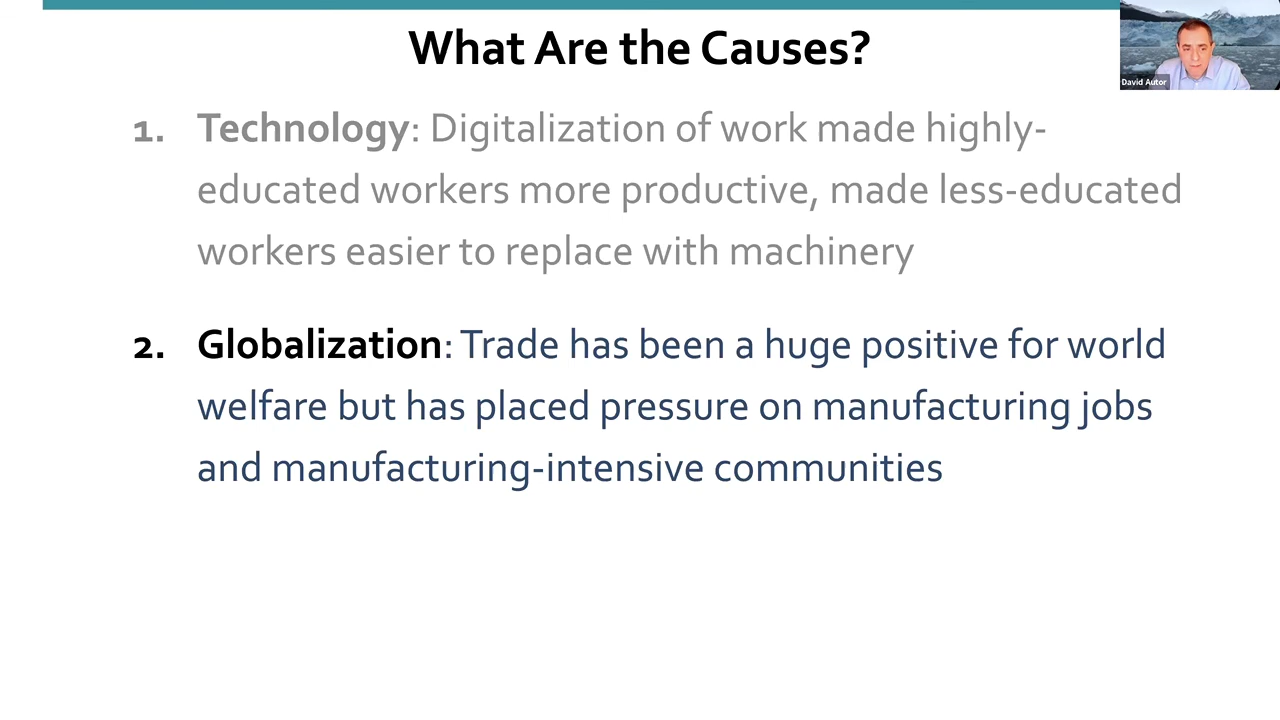 What Are the Causes?
David Autor
1. Technology: Digitalization of work made highly-
educated workers more productive, made less-educated
workers easier to replace with machinery
2. Globalization: Trade has been a huge positive for world
welfare but has placed pressure on manufacturing jobs
and manufacturing-intensive communities